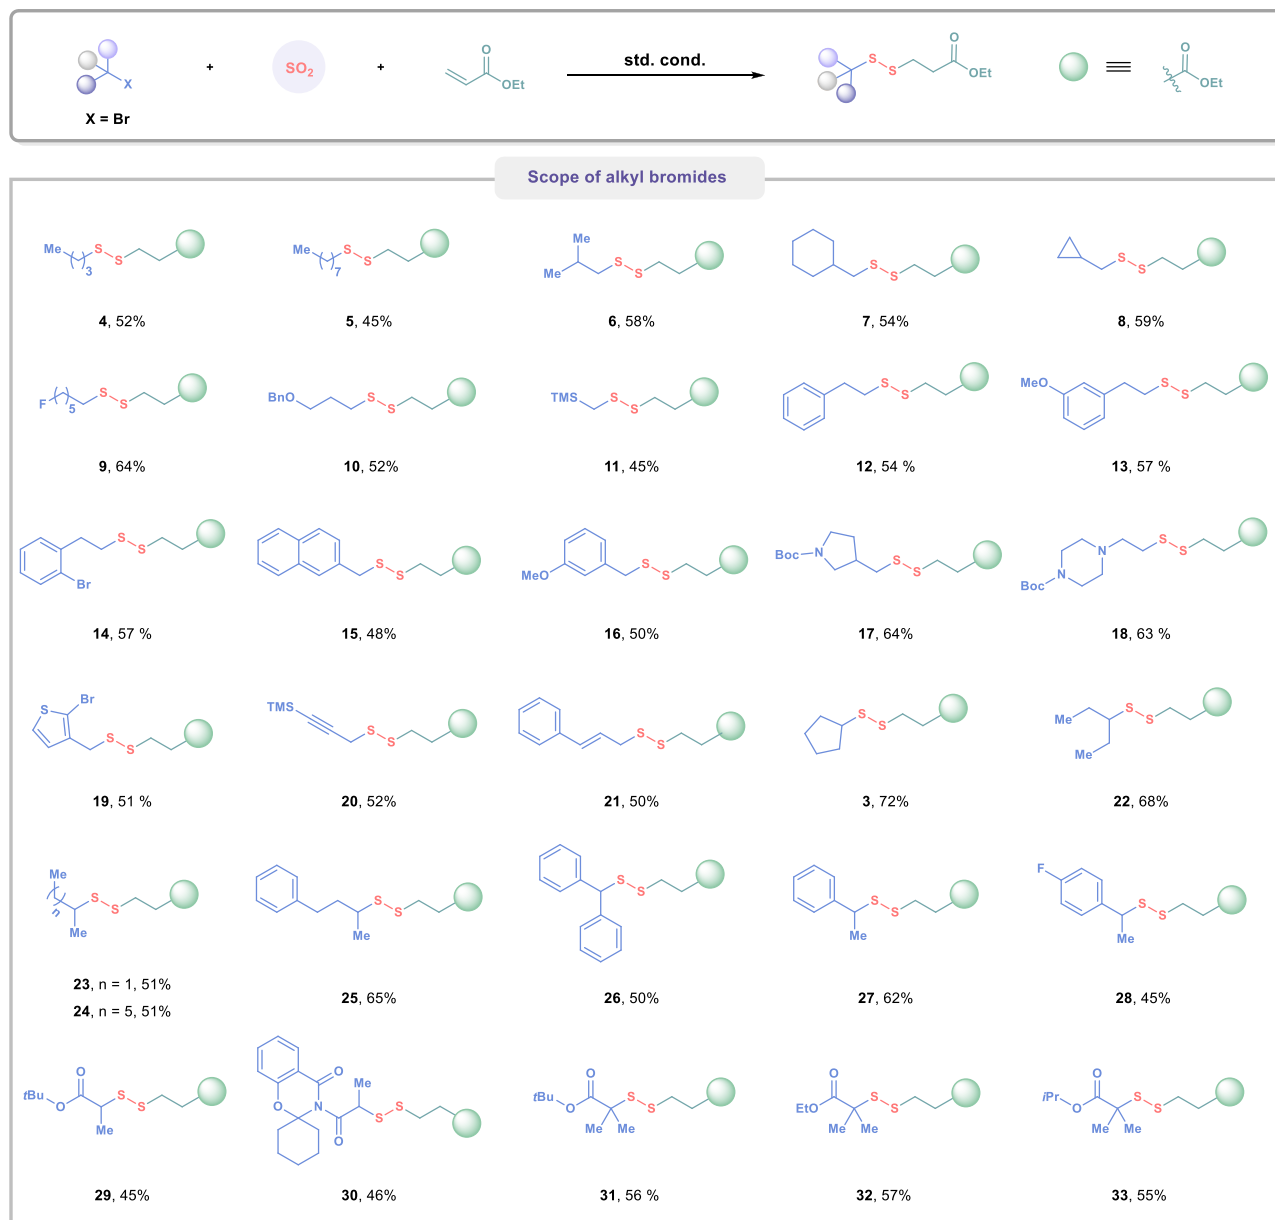 X
+
SO2
+
O
OEt
std. cond.
S
S
O
OEt
O
OEt
X = Br
Scope of alkyl bromides
Me
3
S
S
Me
7
S
S
Me
Me
S
S
S
S
S
S
4, 52%
5, 45%
6, 58%
7, 54%
8, 59%
F
5
S
S
BnO
S
S
TMS
S
S
S
S
MeO
S
S
9, 64%
10, 52%
11, 45%
12, 54 %
13, 57 %
S
S
Br
S
S
MeO
S
S
Boc
N
S
S
N
N
Boc
S
S
14, 57 %
15, 48%
16, 50%
17, 64%
18, 63 %
S
Br
S
S
TMS
S
S
S
S
S
S
Me
Me
S
S
19, 51 %
20, 52%
21, 50%
3, 72%
22, 68%
Me
n
Me
S
S
Me
S
S
S
S
Me
S
S
F
Me
S
S
23, n = 1, 51%
24, n = 5, 51%
25, 65%
26, 50%
27, 62%
28, 45%
tBu
O
O
Me
S
S
O
O
N
O
Me
S
S
tBu
O
O
Me
Me
S
S
EtO
O
Me
Me
S
S
iPr
O
O
Me
Me
S
S
29, 45%
30, 46%
31, 56 %
32, 57%
33, 55%